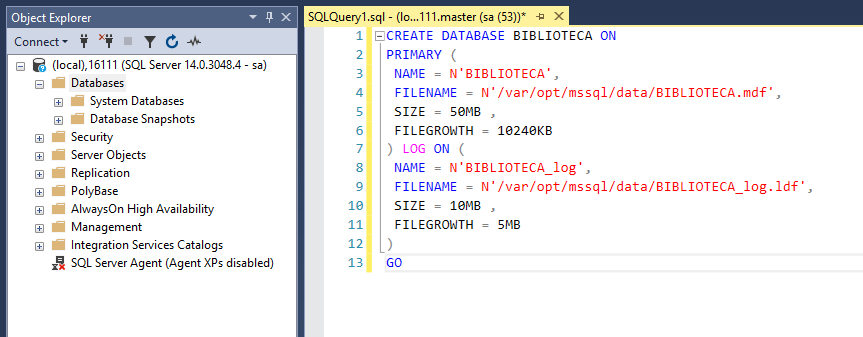 Object Explorer
Connect
(local),16111 (SQL Server 14.0.3048.4 - sa)
Databases
System Databases
Database Snapshots
Security
Server Objects
Replication
PolyBase
AlwaysOn High Availability
Management
Integration Services Catalogs
SQL Server Agent (Agent XPs disabled)
SQLQuery1.sql - (lo...111.master (sa (53))*
1 CREATE DATABASE BIBLIOTECA ON
2 PRIMARY (
3 NAME = N'BIBLIOTECA',
4 FILENAME = N'/var/opt/mssql/data/BIBLIOTECA.mdf',
5 SIZE = 50MB ,
6 FILEGROWTH = 10240KB
7 ) LOG ON (
8 NAME = N'BIBLIOTECA_log',
9 FILENAME = N'/var/opt/mssql/data/BIBLIOTECA_log.ldf',
10 SIZE = 10MB ,
11 FILEGROWTH = 5MB
12 )
13 GO